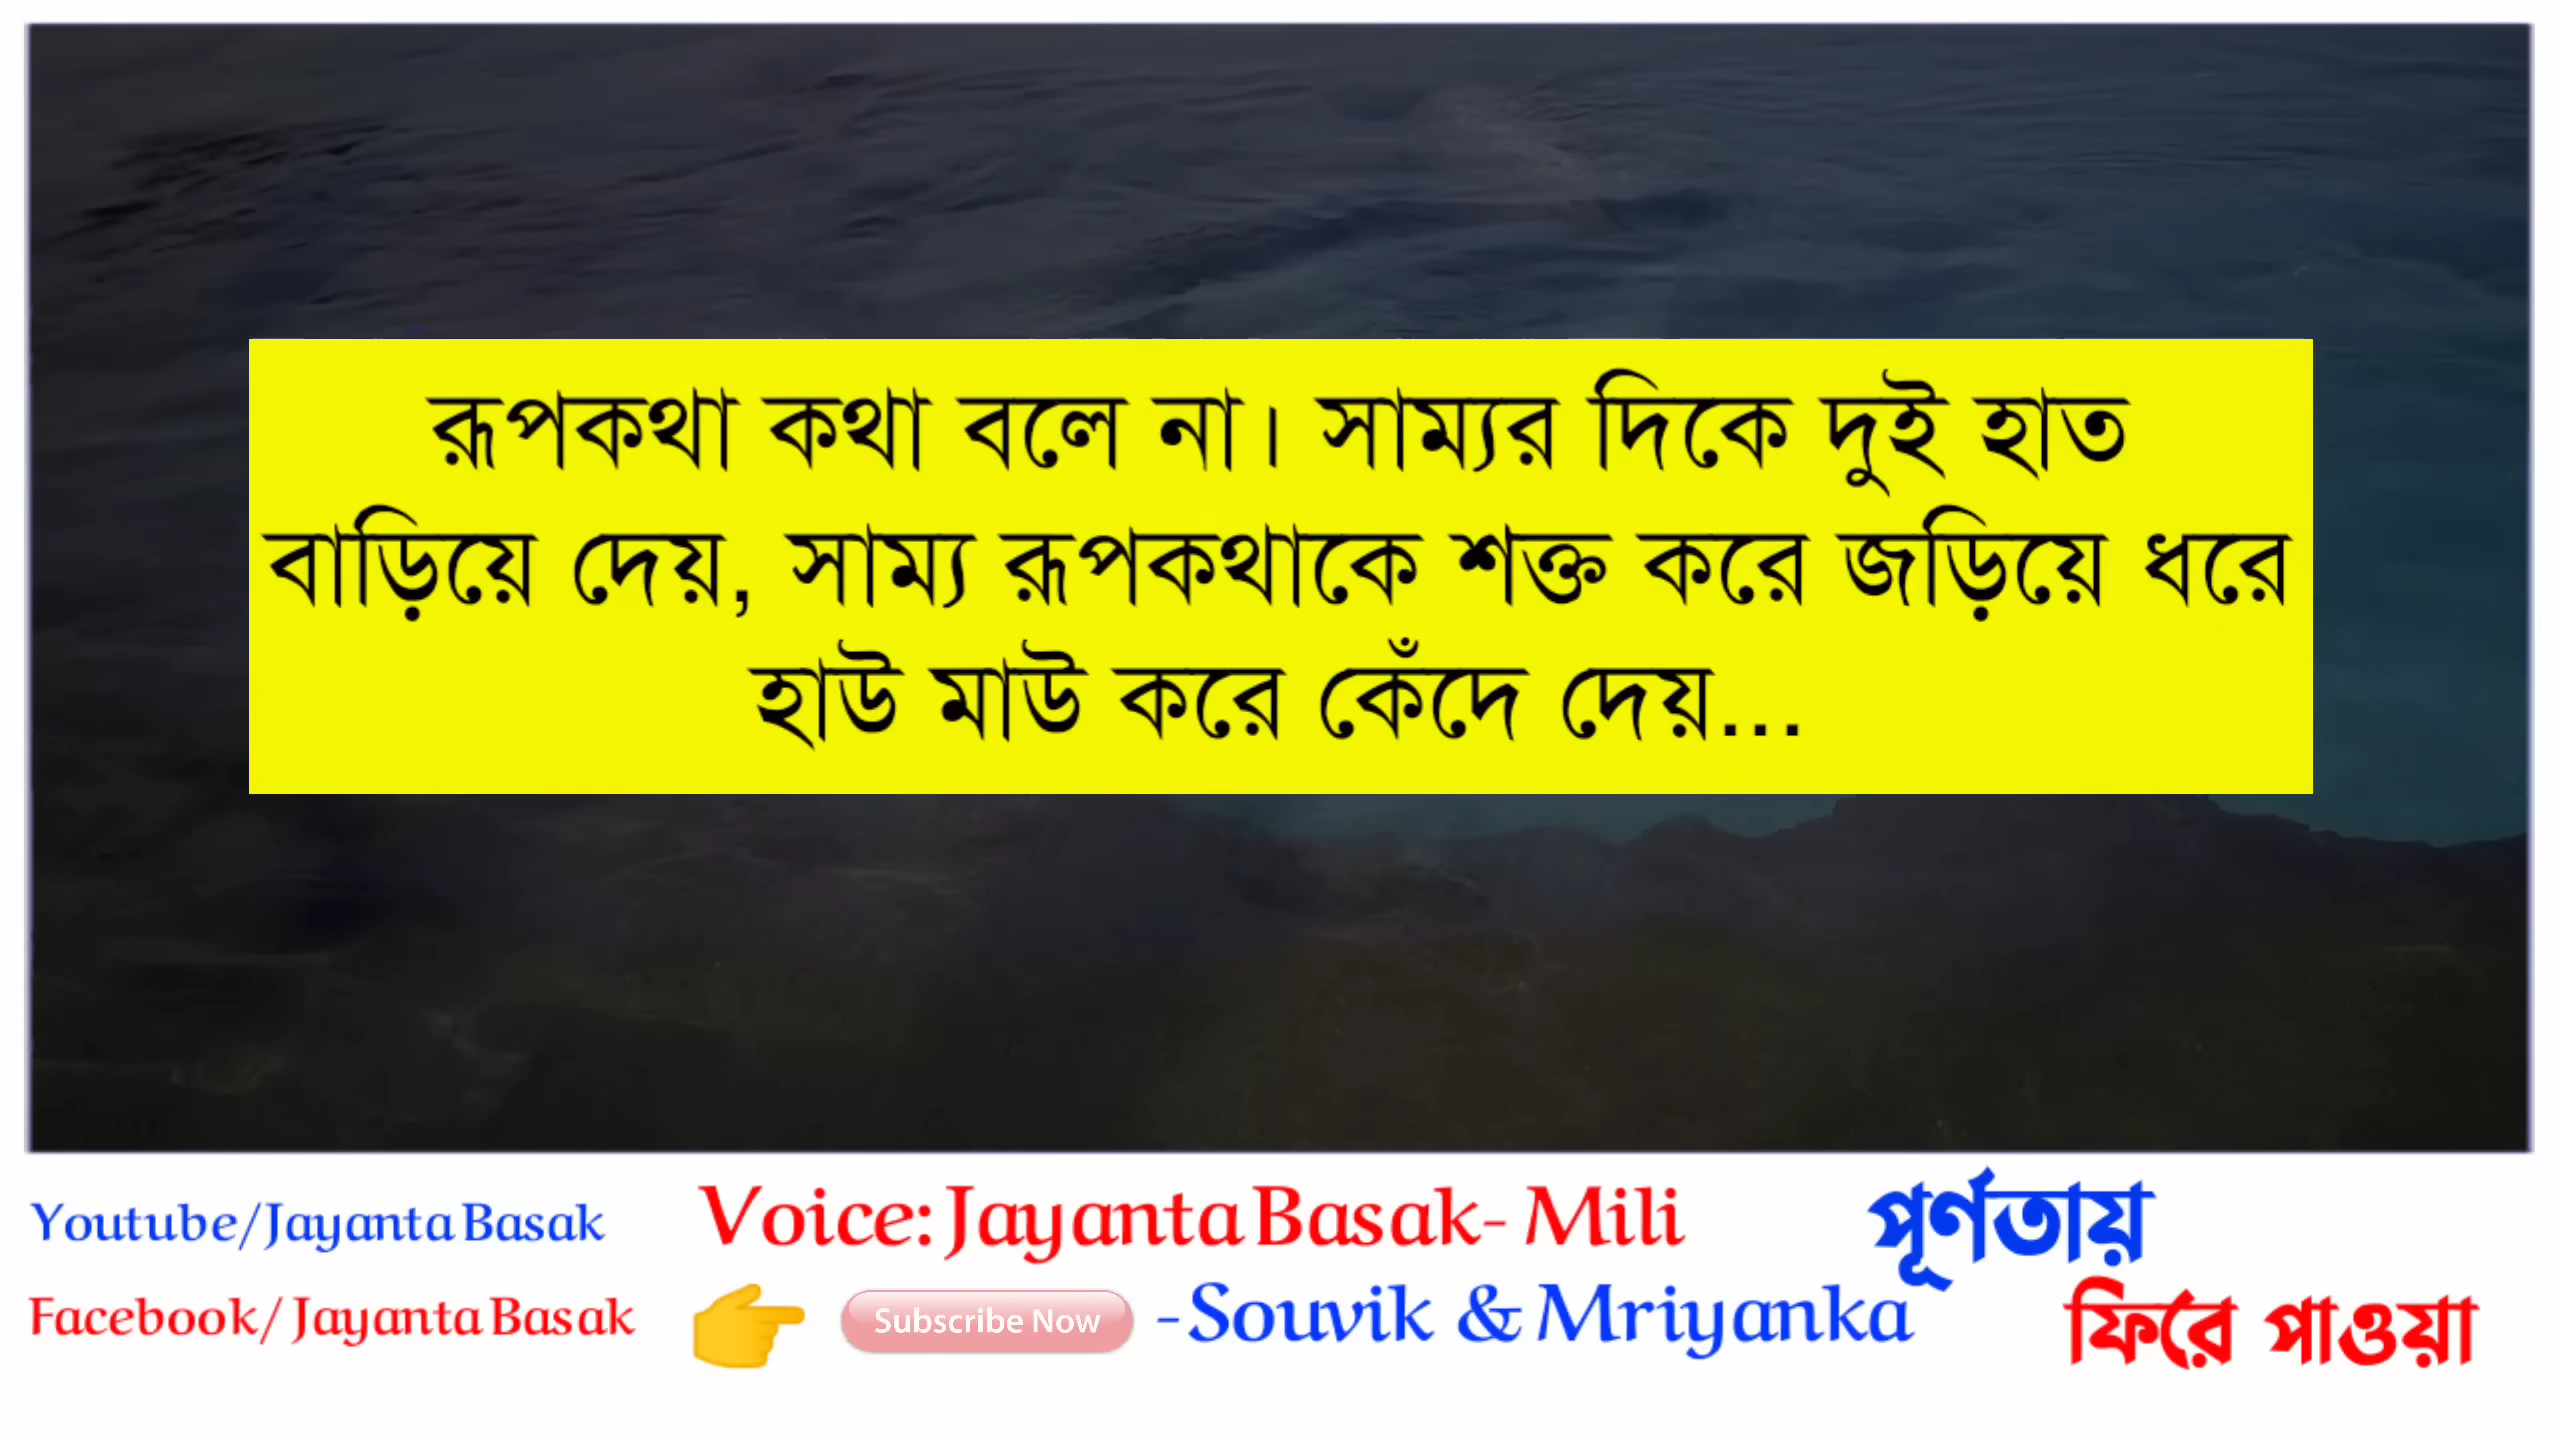 রূপকথা কথা বলে না। সাম্যর দিকে দুই হাত
বাড়িয়ে দেয়, সাম্য রূপকথাকে শক্ত করে জড়িয়ে ধরে
হাউ মাউ করে কেঁদে দেয়...
Youtube/Jayanta Basak
Facebook/ Jayanta Basak
Voice: Jayanta Basak- Mili
Subscribe Now
-Souvik & Mriyanka
পূর্ণতায়
ফিরে পাওয়া